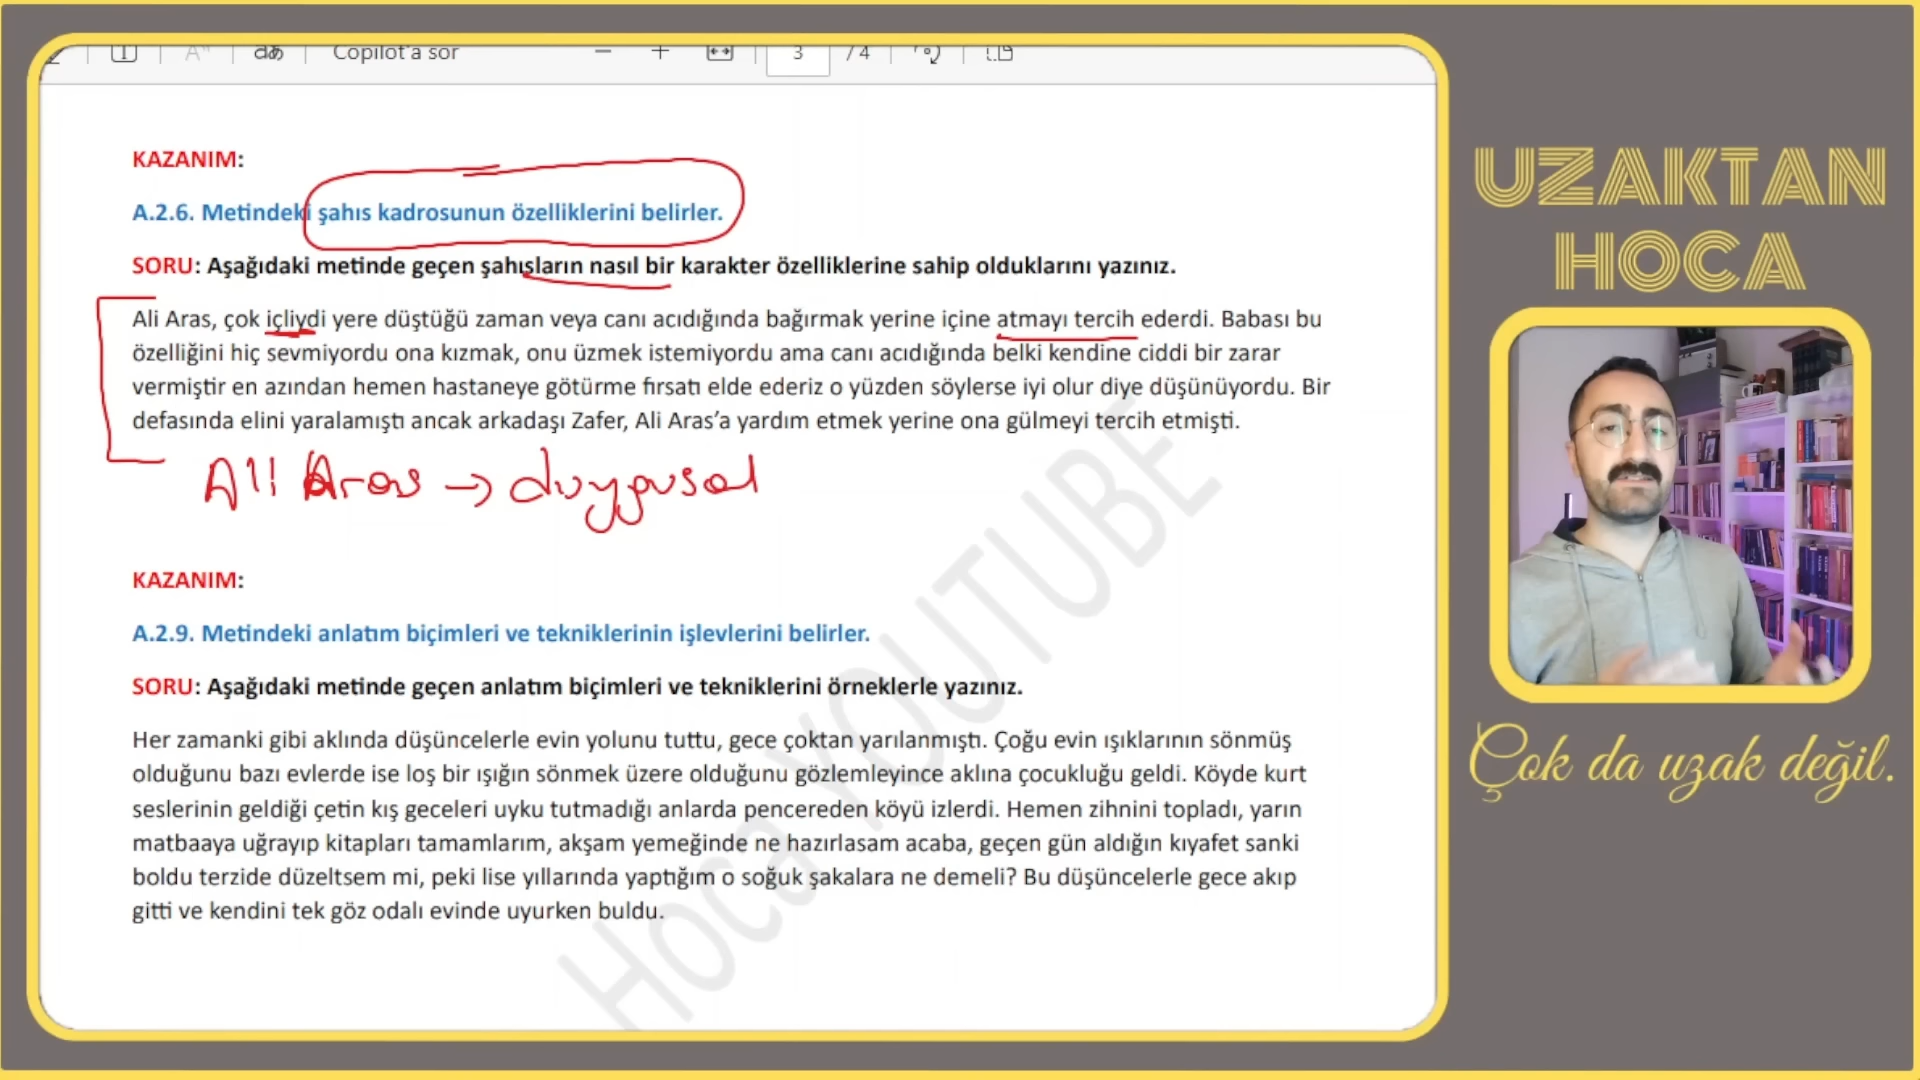 Copilot'a sor
3
/ 4
KAZANIM:
A.2.6. Metindeki şahıs kadrosunun özelliklerini belirler.
SORU: Aşağıdaki metinde geçen şahısların nasıl bir karakter özelliklerine sahip olduklarını yazınız.
Ali Aras, çok içliydi yere düştüğü zaman veya canı acıdığında bağırmak yerine içine atmayı tercih ederdi. Babası bu
özelliğini hiç sevmiyordu ona kızmak, onu üzmek istemiyordu ama canı acıdığında belki kendine ciddi bir zarar
vermiştir en azından hemen hastaneye götürme fırsatı elde ederiz o yüzden söylerse iyi olur diye düşünüyordu. Bir
defasında elini yaralamıştı ancak arkadaşı Zafer, Ali Aras’a yardım etmek yerine ona gülmeyi tercih etmişti.
Ali Aras → duygusal
KAZANIM:
A.2.9. Metindeki anlatım biçimleri ve tekniklerinin işlevlerini belirler.
SORU: Aşağıdaki metinde geçen anlatım biçimleri ve tekniklerini örneklerle yazınız.
Her zamanki gibi aklında düşüncelerle evin yolunu tuttu, gece çoktan yarılanmıştı. Çoğu evin ışıklarının sönmüş
olduğunu bazı evlerde ise loş bir ışığın sönmek üzere olduğunu gözlemleyince aklına çocukluğu geldi. Köyde kurt
seslerinin geldiği çetin kış geceleri uyku tutmadığı anlarda pencereden köyü izlerdi. Hemen zihnini topladı, yarın
matbaaya uğrayıp kitapları tamamlarım, akşam yemeğinde ne hazırlasam acaba, geçen gün aldığın kıyafet sanki
boldu terzide düzeltsem mi, peki lise yıllarında yaptığım o soğuk şakalara ne demeli? Bu düşüncelerle gece akıp
gitti ve kendini tek göz odalı evinde uyurken buldu.
Hoca YOUTUBE
UZAKTAN
HOCA
Çok da uzak değil.